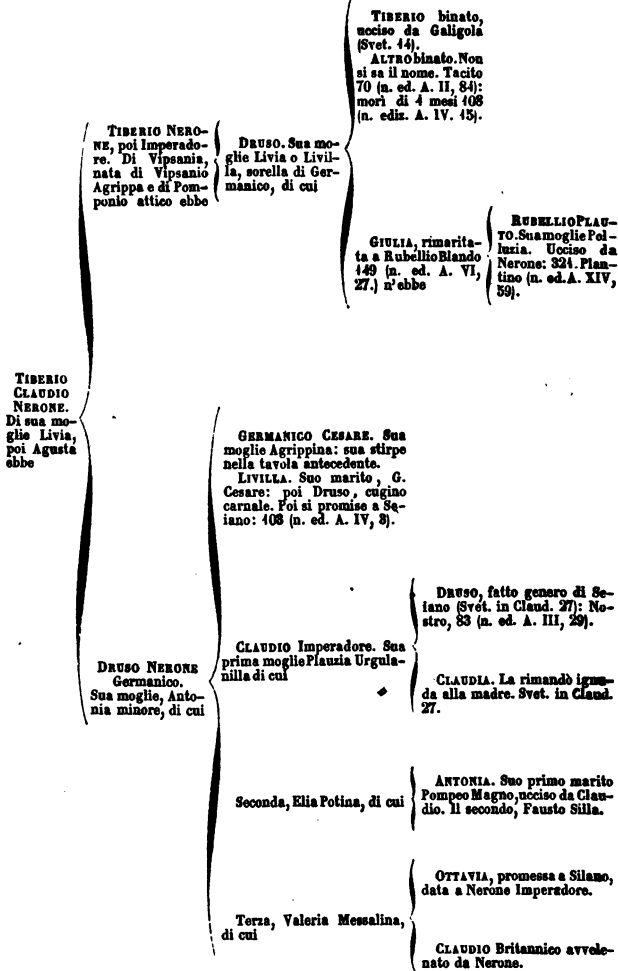 TIBERIO
CLAUDIO
NERONE.
Di sua mo-
glie Livia,
poi Agusta
ebbe
TIBERIO NERO-
NE, poi Imperado-
re. Di Vipsania,
nata di Vipsanio
Agrippa e di Pom-
ponio attico ebbe
DRUSO. Sua mo-
glie Livia o Livil-
la, sorella di Ger-
manico, di cui
TIBERIO binato,
ucciso da Galigola
(Svet. 14).
ALTRO binato. Non
si sa il nome. Tacito
70 (n. ed. A. II, 84):
morì di 4 mesi 108
(n. ediz. A. IV. 15).
GIULIA, rimarita-
ta a Rubellio Blando
149 (n. ed. A. VI,
27.) n'ebbe
RUBELLIO PLAU-
TO. Sua moglie Pol-
luzia. Ucciso da
Nerone: 321. Plan-
tino (n. ed. A. XIV,
59).
DRUSO NERONE
Germanico.
Sua moglie, Anto-
nia minore, di cui
GERMANICO CESARE. Sua
moglie Agrippina: sua stirpe
nella tavola antecedente.
LIVILLA. Suo marito, G.
Cesare: poi Druso, cugino
carnale. Poi si promise a Se-
iano: 103 (n. ed. A. IV, 3).
CLAUDIO Imperadore. Sua
prima moglie Plauzia Urgula-
nilla di cui
DRUSO, fatto genero di Se-
iano (Svet. in Claud. 27): No-
stro, 83 (n. ed. A. III, 29).
CLAUDIA. La rimandò ignu-
da alla madre. Svet. in Claud.
27.
Seconda, Elia Potina, di cui
ANTONIA. Suo primo marito
Pompeo Magno, ucciso da Clau-
dio. Il secondo, Fausto Silla.
Terza, Valeria Messalina,
di cui
OTTAVIA, promessa a Silano,
data a Nerone Imperadore.
CLAUDIO Britannico avvele-
nato da Nerone.